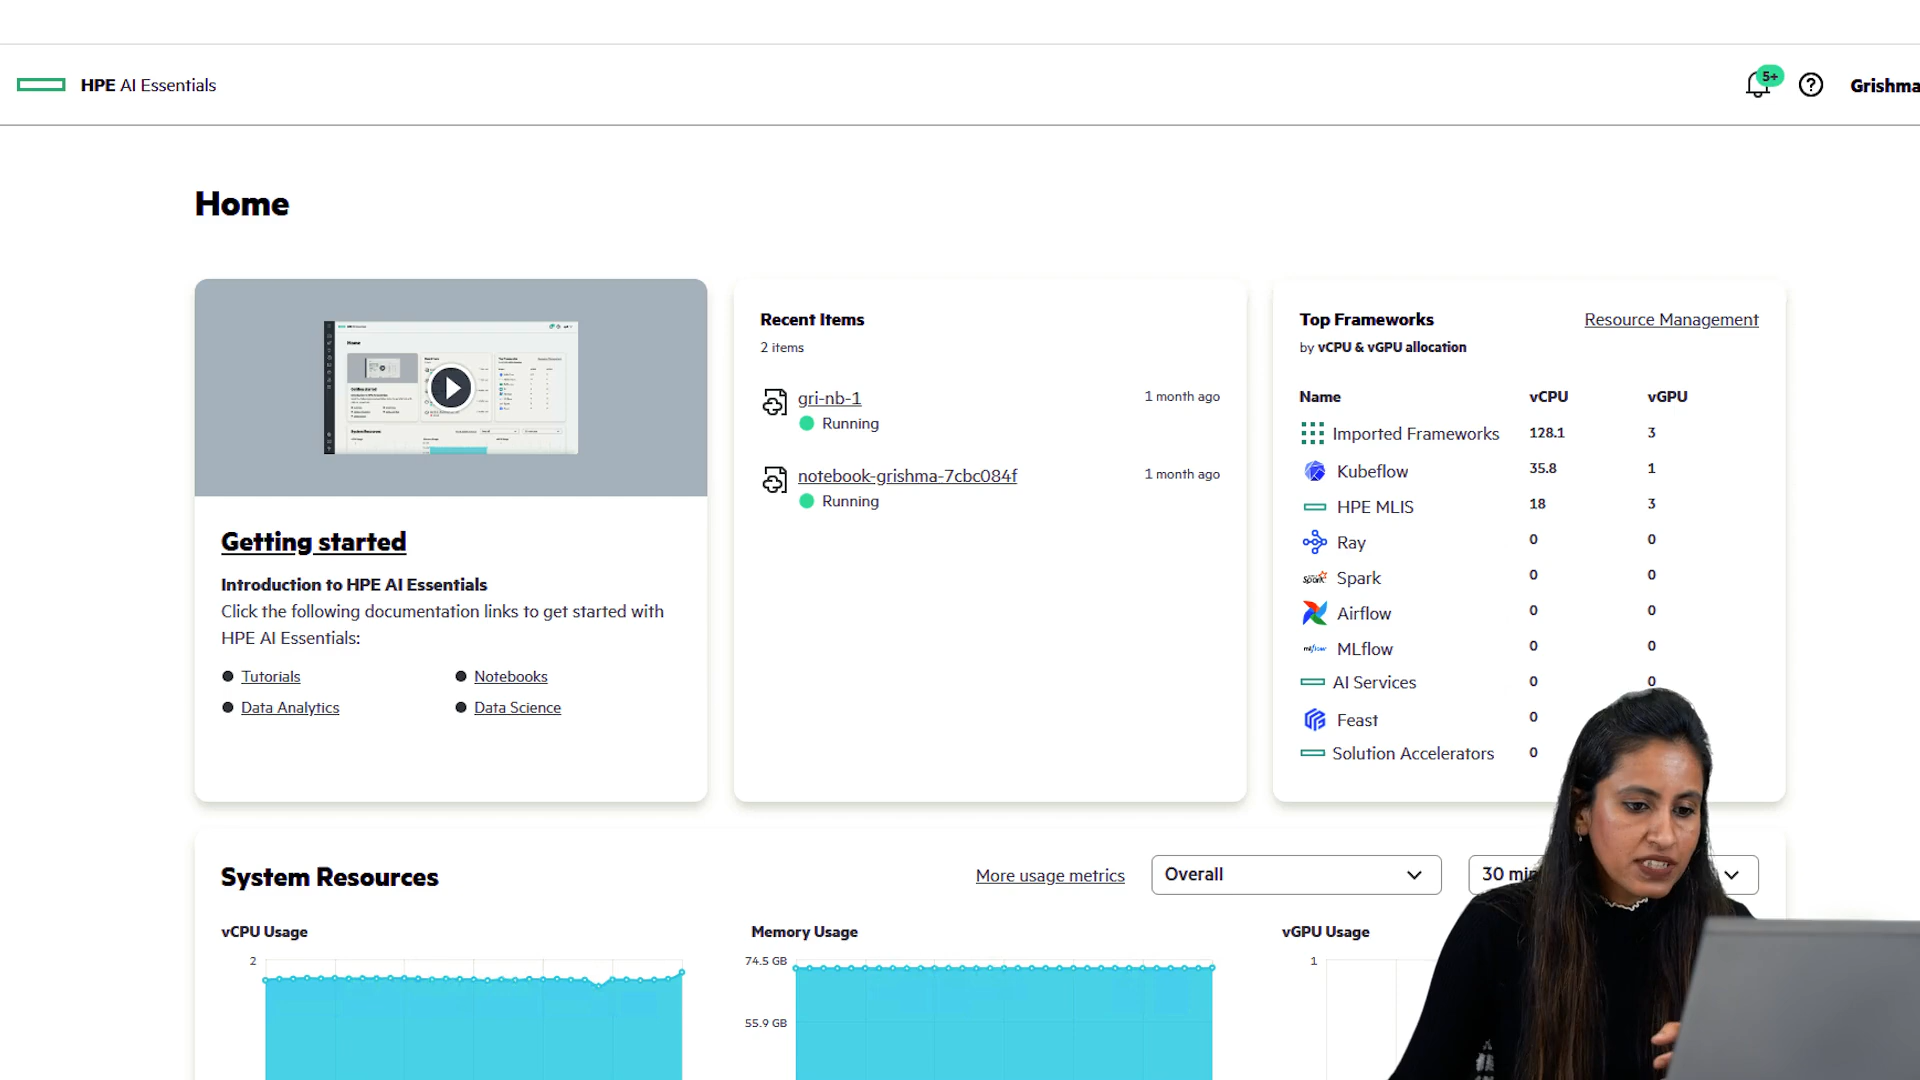 HPE AI Essentials
5+
Grishma
Home
Getting started
Introduction to HPE AI Essentials
Click the following documentation links to get started with
HPE AI Essentials:
Tutorials
Notebooks
Data Analytics
Data Science
Recent Items
2 items
gri-nb-1
1 month ago
Running
notebook-grishma-7cbc084f
1 month ago
Running
Top Frameworks
Resource Management
by vCPU & vGPU allocation
Name vCPU vGPU
Imported Frameworks 128.1 3
Kubeflow 35.8 1
HPE MLIS 18 3
Ray 0 0
Spark 0 0
Airflow 0 0
MLflow 0 0
AI Services 0 0
Feast 0
Solution Accelerators 0
System Resources
More usage metrics
Overall
30 min
vCPU Usage
2
Memory Usage
74.5 GB
55.9 GB
vGPU Usage
1